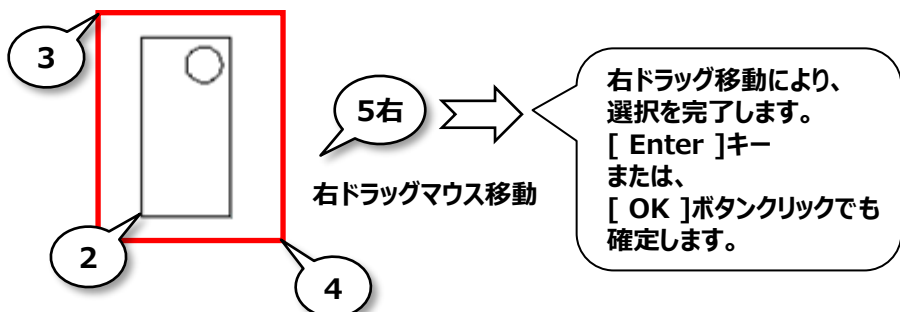 3
5右
右ドラッグマウス移動
2
4
右ドラッグ移動により、
選択を完了します。
[ Enter ]キー
または、
[ OK ]ボタンクリックでも
確定します。